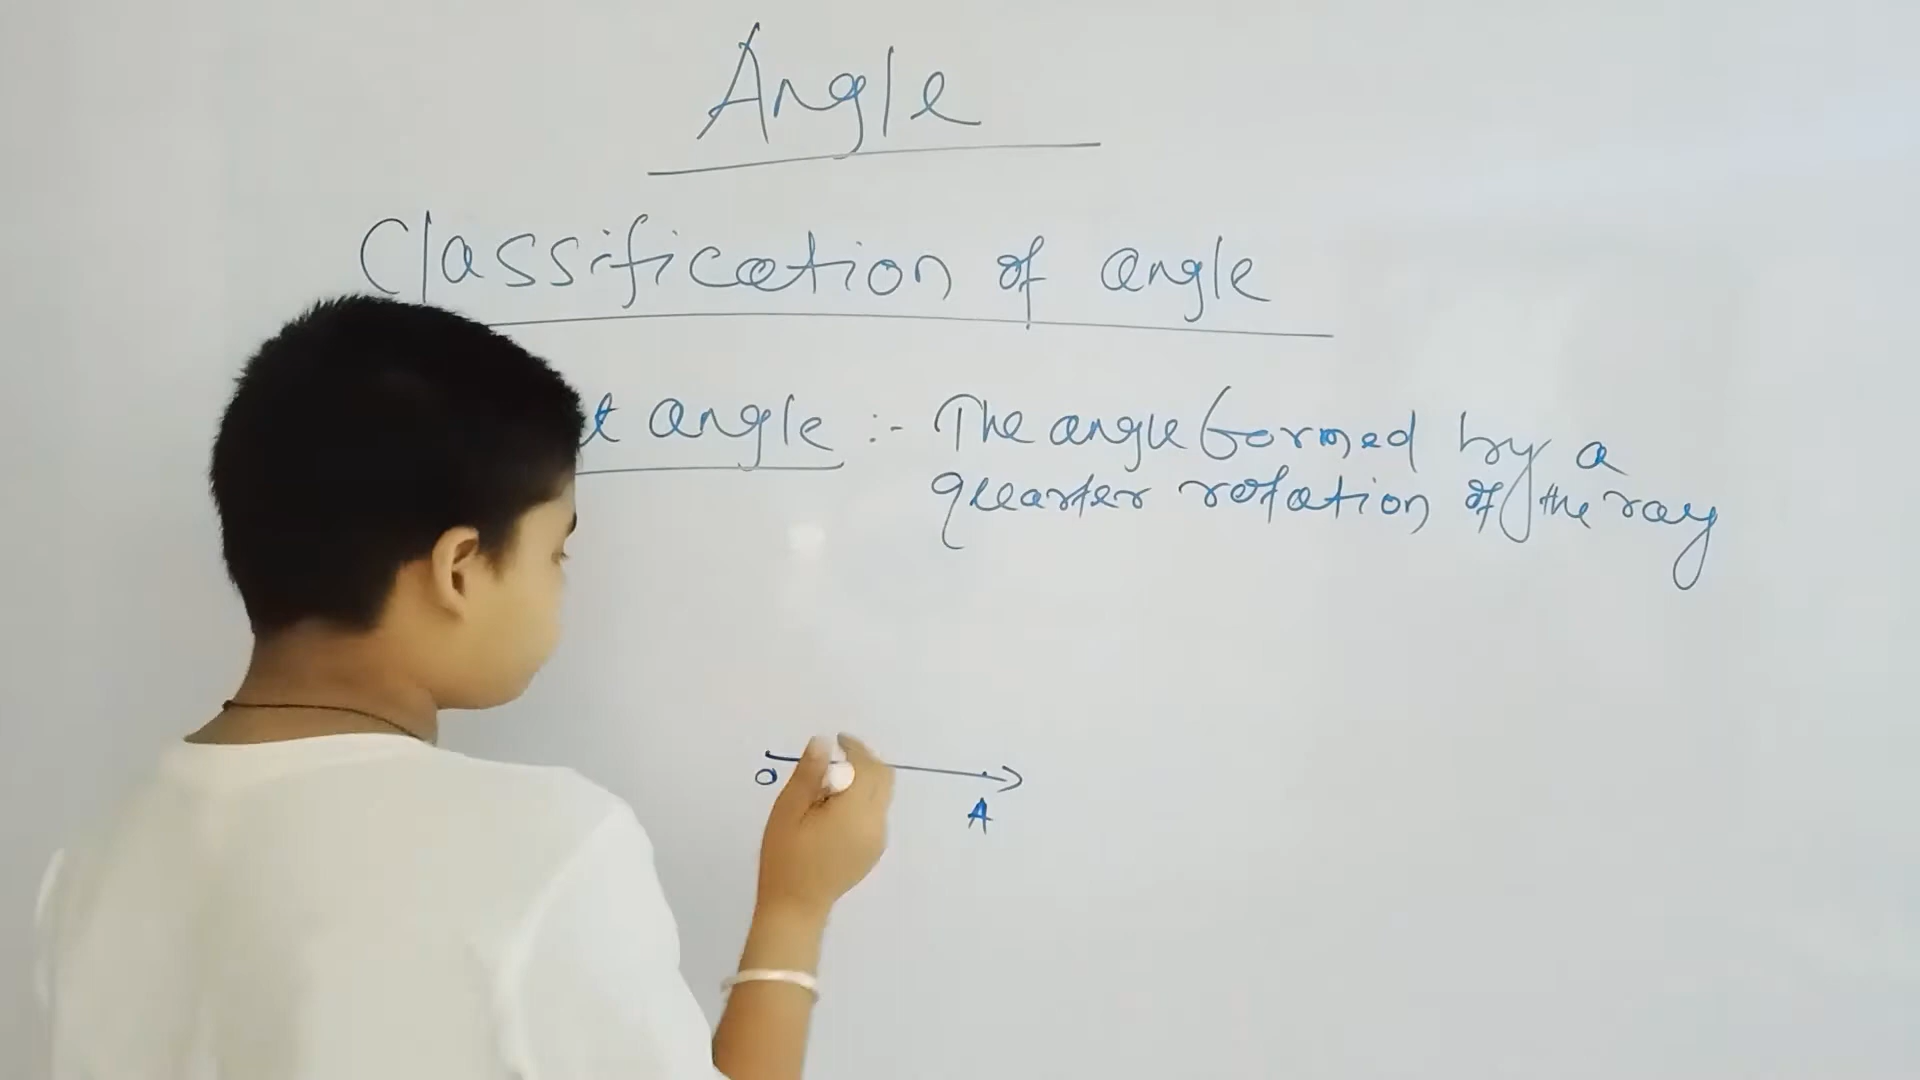 Angle
Classification of angle
angle :- The angle formed by a
quarter rotation of the ray
O
A